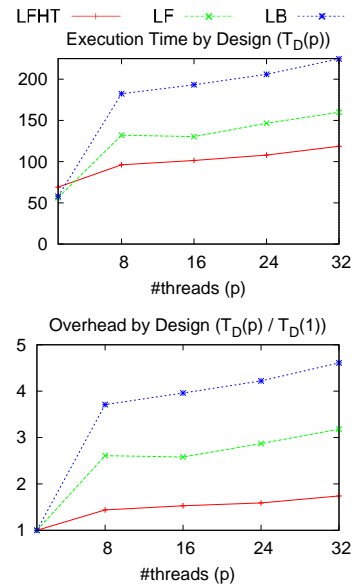 LFHT LF LB
Execution Time by Design (T_D(p))
200
150
100
50
0
8 16 24 32
#threads (p)
Overhead by Design (T_D(p) / T_D(1))
5
4
3
2
1
8 16 24 32
#threads (p)